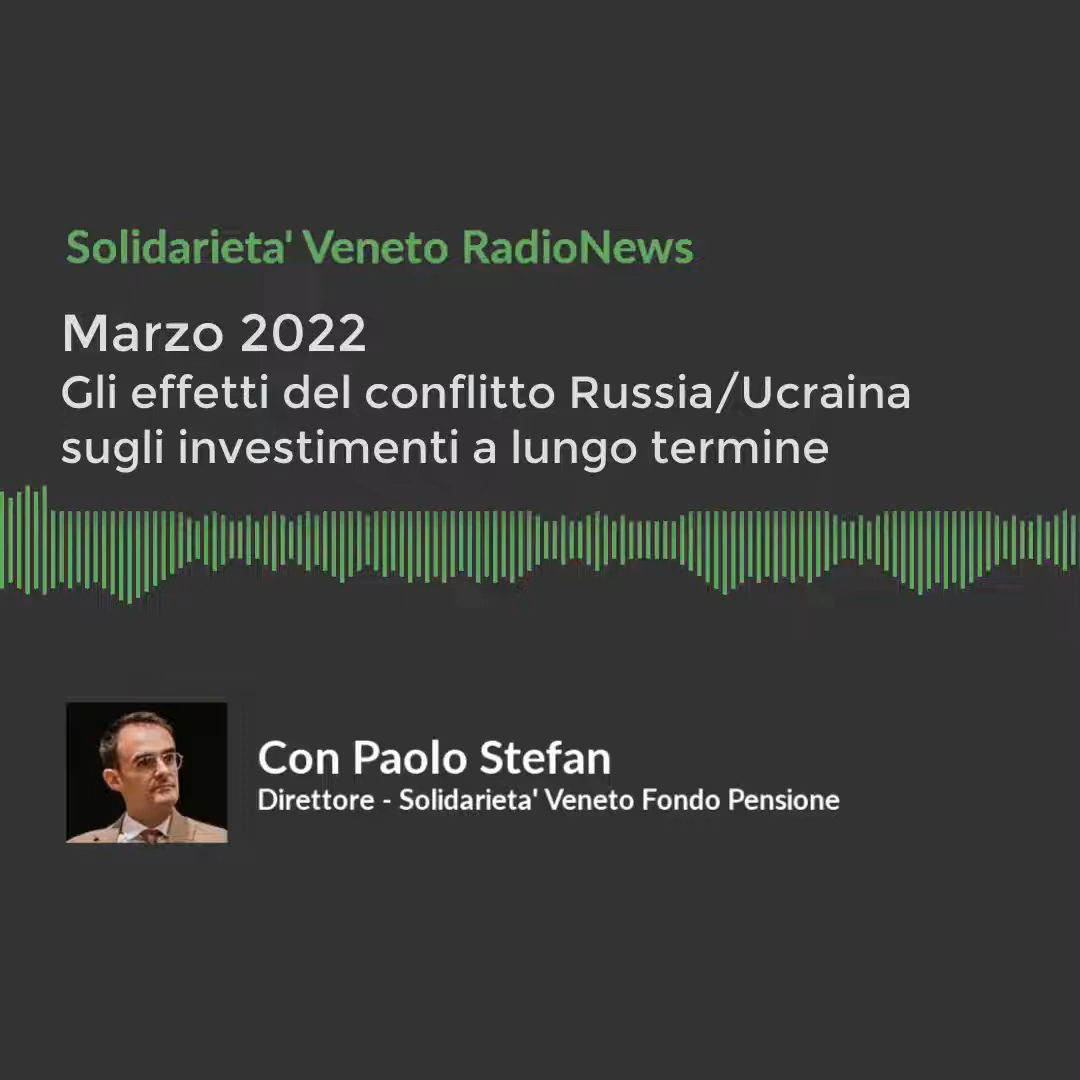 Solidarieta' Veneto RadioNews
Marzo 2022
Gli effetti del conflitto Russia/Ucraina
sugli investimenti a lungo termine
Con Paolo Stefan
Direttore - Solidarieta' Veneto Fondo Pensione